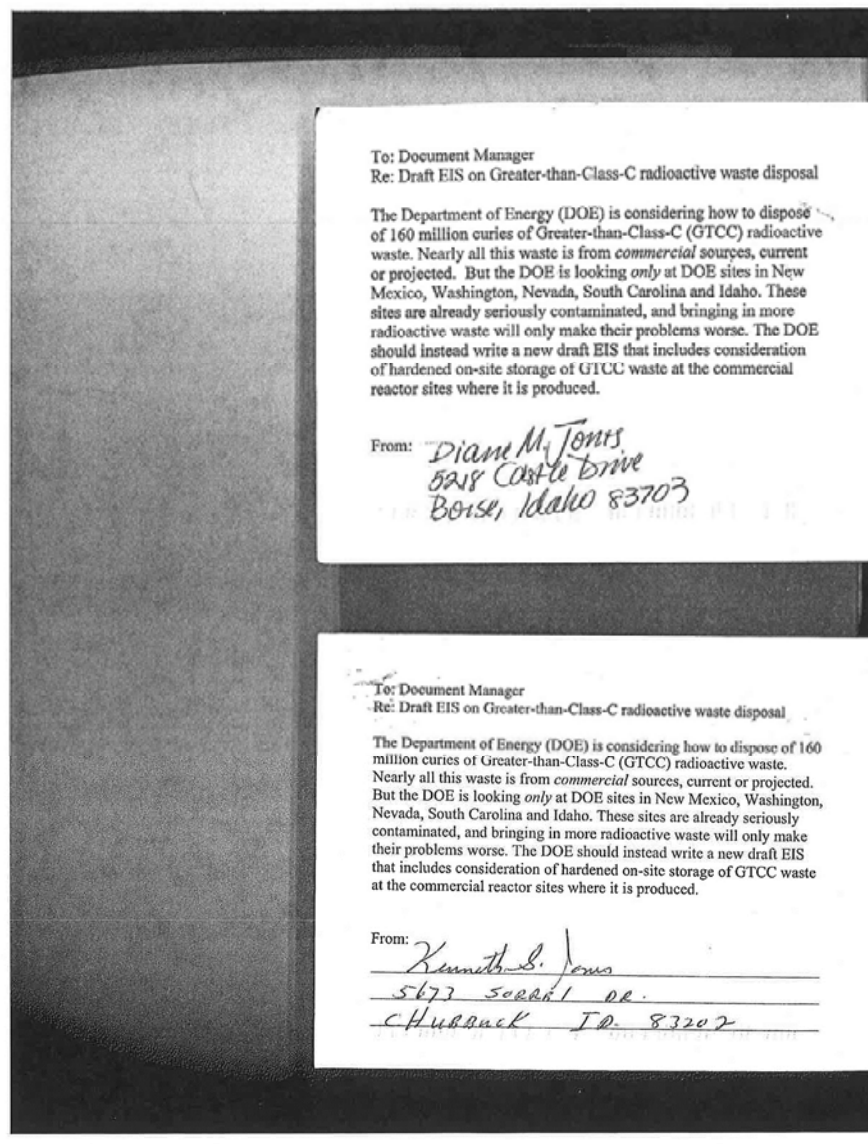 To: Document Manager
Re: Draft EIS on Greater-than-Class-C radioactive waste disposal
The Department of Energy (DOE) is considering how to dispose
of 160 million curies of Greater-than-Class-C (GTCC) radioactive
waste. Nearly all this waste is from commercial sources, current
or projected. But the DOE is looking only at DOE sites in New
Mexico, Washington, Nevada, South Carolina and Idaho. These
sites are already seriously contaminated, and bringing in more
radioactive waste will only make their problems worse. The DOE
should instead write a new draft EIS that includes consideration
of hardened on-site storage of GTCC waste at the commercial
reactor sites where it is produced.
From: Diane M. Jones
5218 Castle Drive
Boise, Idaho 83703
To: Document Manager
Re: Draft EIS on Greater-than-Class-C radioactive waste disposal
The Department of Energy (DOE) is considering how to dispose of 160
million curies of Greater-than-Class-C (GTCC) radioactive waste.
Nearly all this waste is from commercial sources, current or projected.
But the DOE is looking only at DOE sites in New Mexico, Washington,
Nevada, South Carolina and Idaho. These sites are already seriously
contaminated, and bringing in more radioactive waste will only make
their problems worse. The DOE should instead write a new draft EIS
that includes consideration of hardened on-site storage of GTCC waste
at the commercial reactor sites where it is produced.
From: Kenneth S. Jones
5673 SORREl DR.
CHUBBUCK ID. 83202